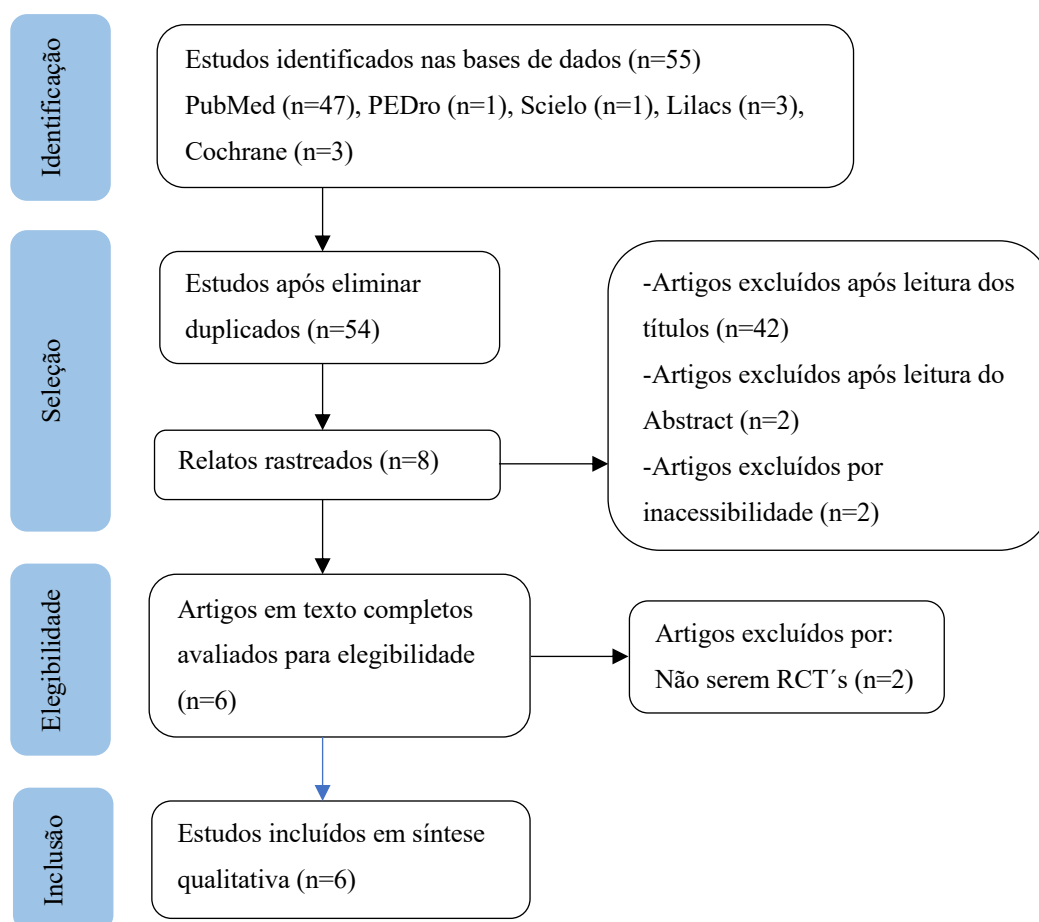 Identificação
Estudos identificados nas bases de dados (n=55)
PubMed (n=47), PEDro (n=1), Scielo (n=1), Lilacs (n=3),
Cochrane (n=3)
Seleção
Estudos após eliminar
duplicados (n=54)
Relatos rastreados (n=8)
-Artigos excluídos após leitura dos
títulos (n=42)
-Artigos excluídos após leitura do
Abstract (n=2)
-Artigos excluídos por
inacessibilidade (n=2)
Elegibilidade
Artigos em texto completos
avaliados para elegibilidade
(n=6)
Artigos excluídos por:
Não serem RCT´s (n=2)
Inclusão
Estudos incluídos em síntese
qualitativa (n=6)